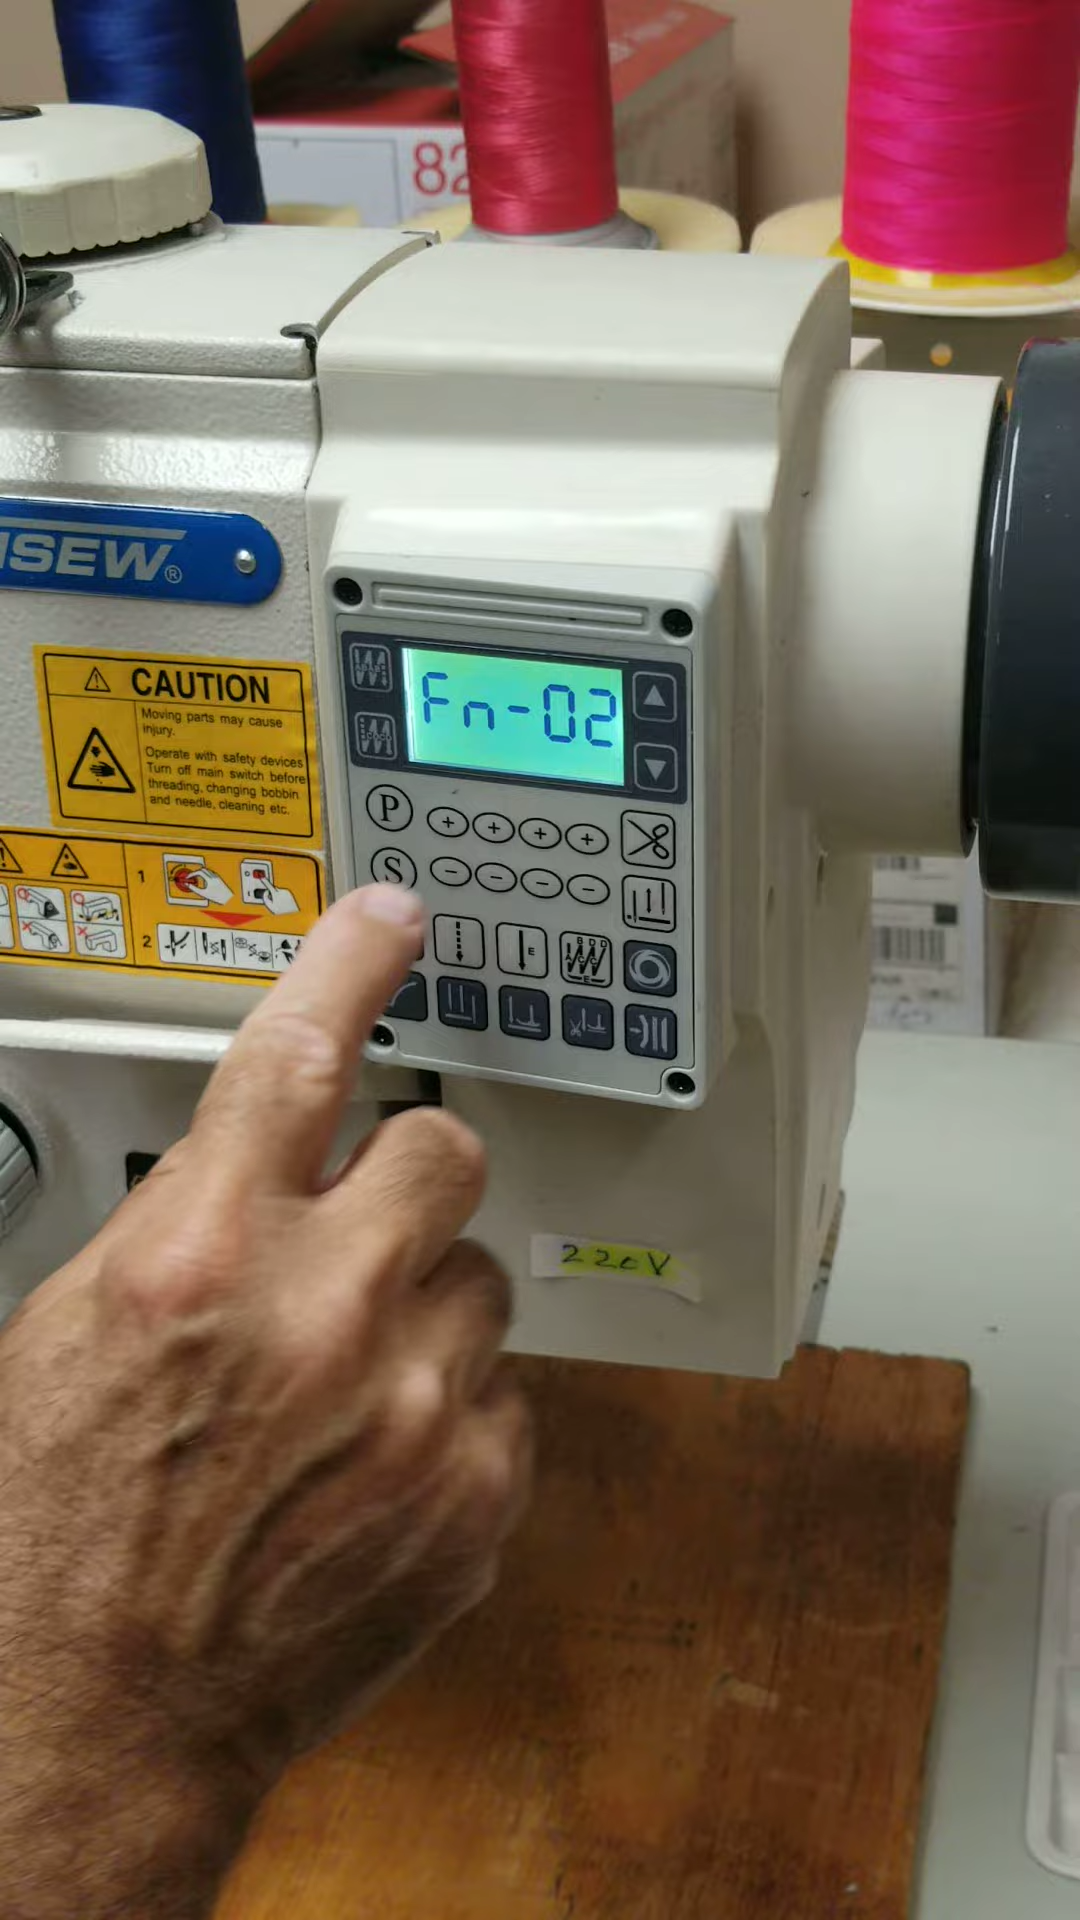 82
ISEW®
CAUTION
Moving parts may cause
injury.
Operate with safety devices
Turn off main switch before
threading, changing bobbin
and needle, cleaning etc.
1
2
Fn-02
P
+ + + +
S
- - - -
E
B D D
A C C
E
220V